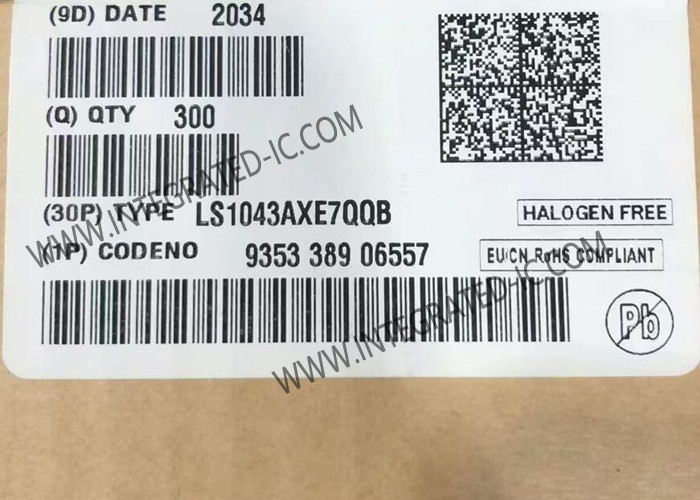 (9D) DATE 2034
(Q) QTY 300
(30P) TYPE LS1043AXE7QQB
HALOGEN FREE
(1P) CODENO 9353 389 06557
EU/CN RoHS COMPLIANT
Pb
WWW.INTEGRATED-IC.COM
WWW.INTEGRATED-IC.COM